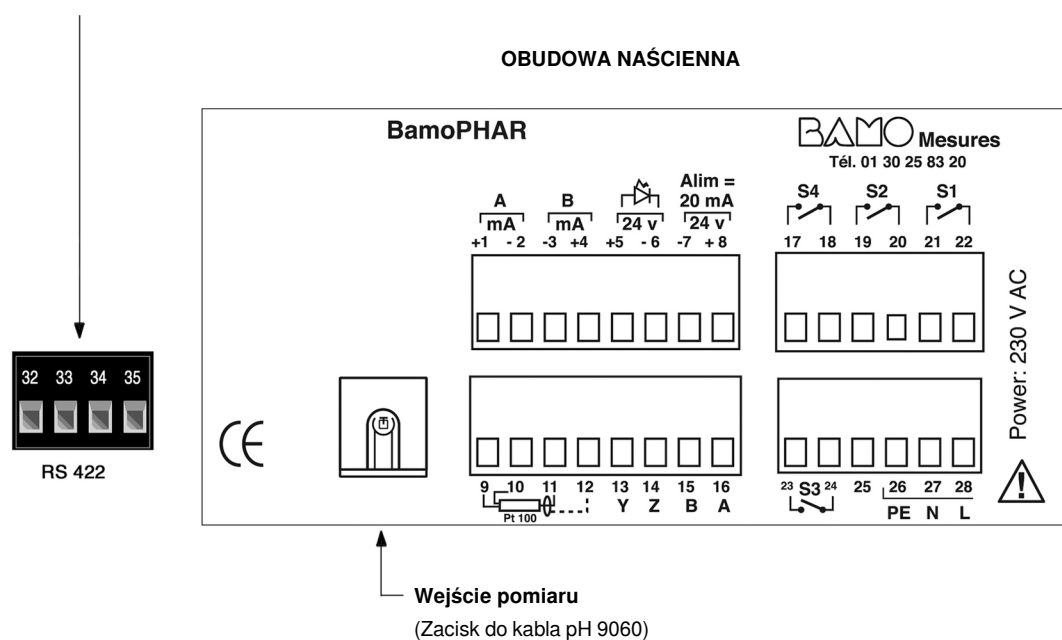 OBUDOWA NAŚCIENNA
BamoPHAR
BAMO Mesures
Tél. 01 30 25 83 20
A B Alim =
mA mA 24 v 20 mA
24 v
+1 - 2 -3 +4 +5 - 6 -7 + 8
S4 S2 S1
17 18 19 20 21 22
Power: 230 V AC
32 33 34 35
RS 422
CE
9 10 11 12 13 14 15 16
Pt 100 Y Z B A
23 S3 24 25 26 27 28
PE N L
Wejście pomiaru
(Zacisk do kabla pH 9060)